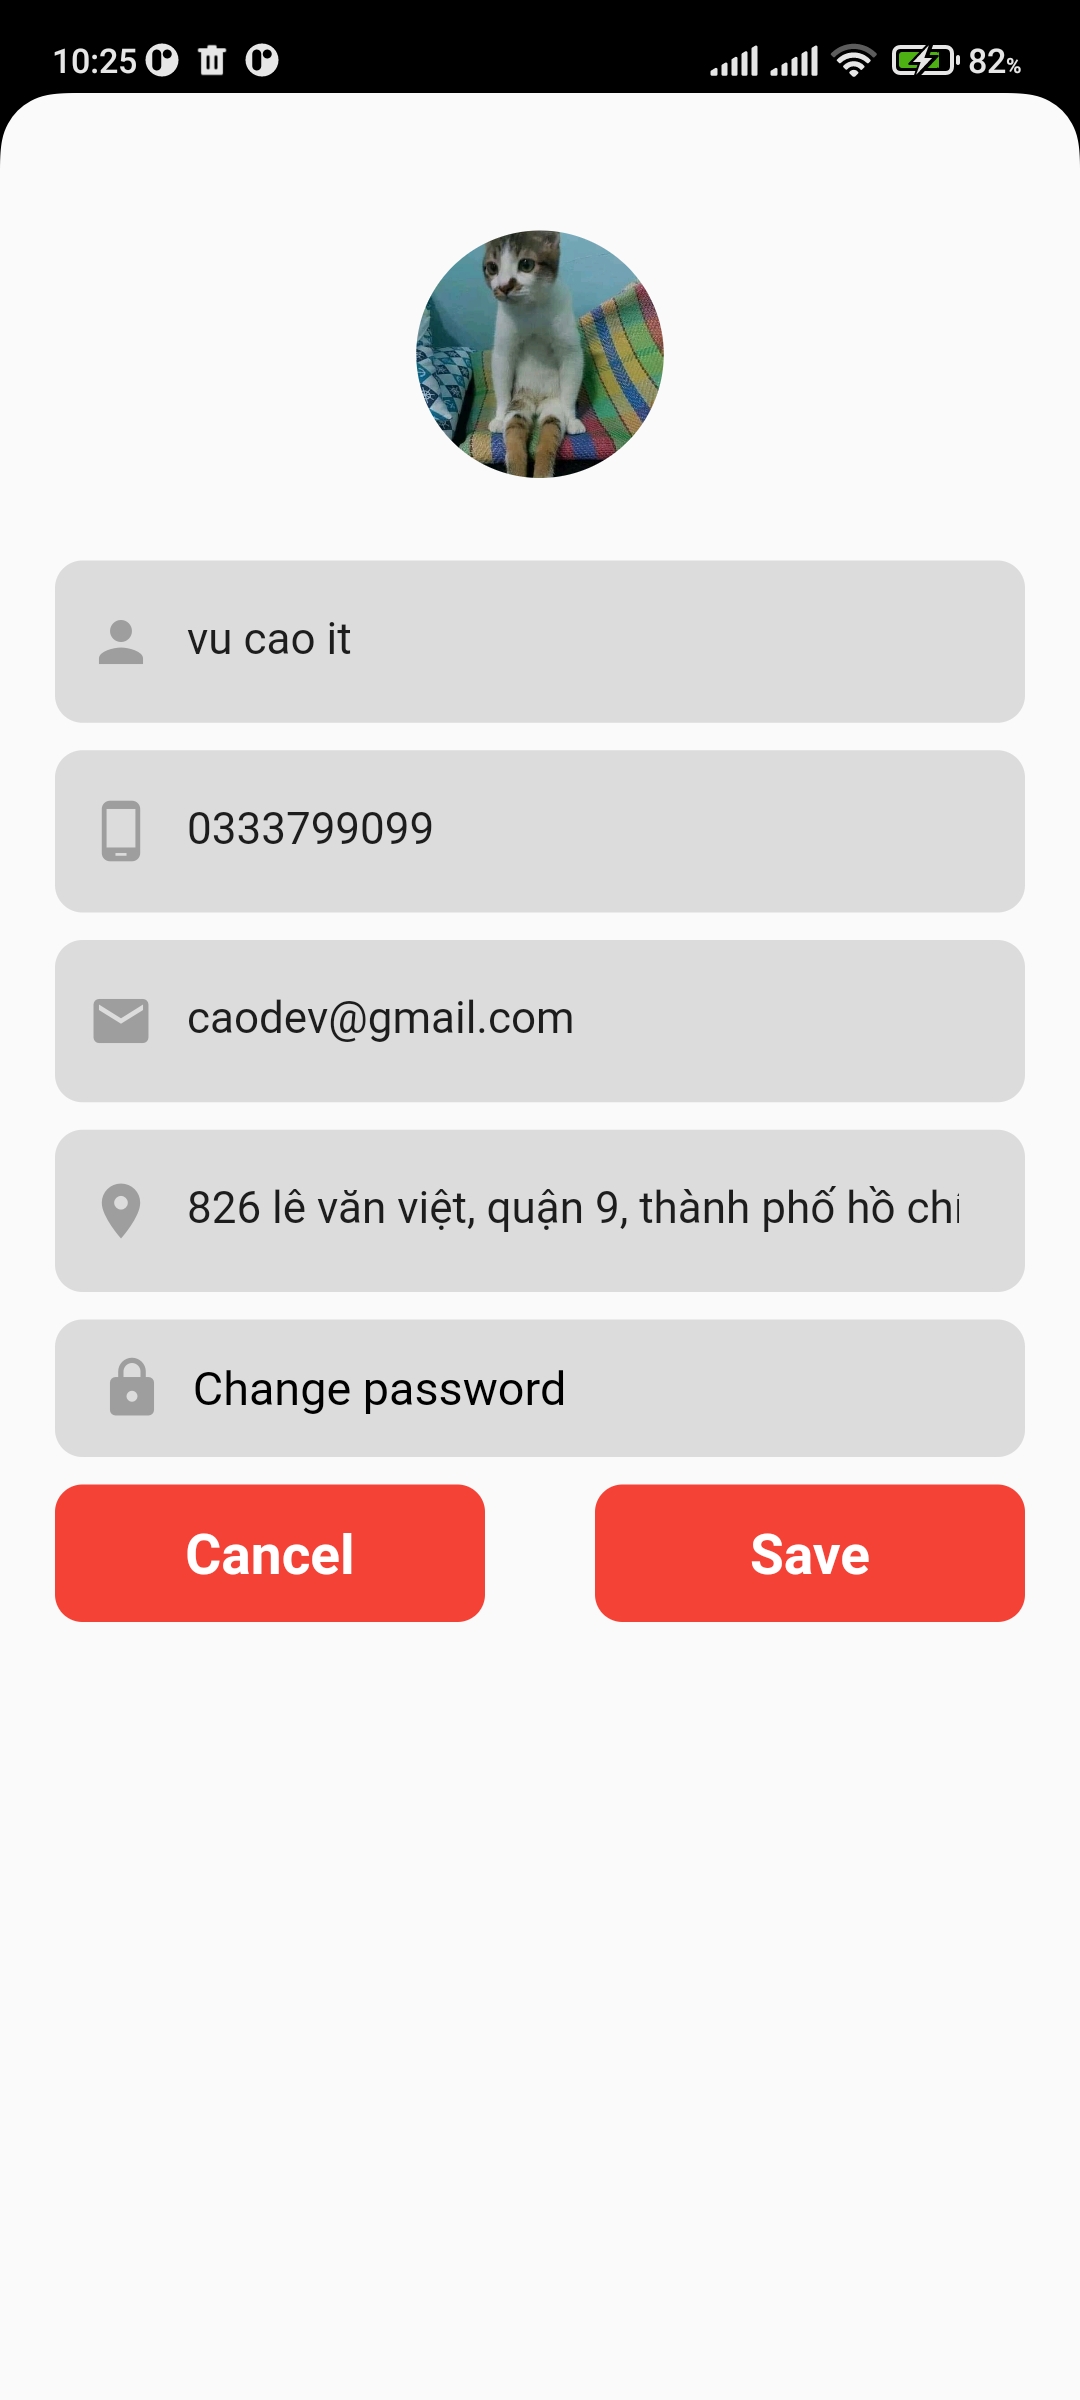 10:25 82%
vu cao it
0333799099
caodev@gmail.com
826 lê văn việt, quận 9, thành phố hồ chí
Change password
Cancel Save